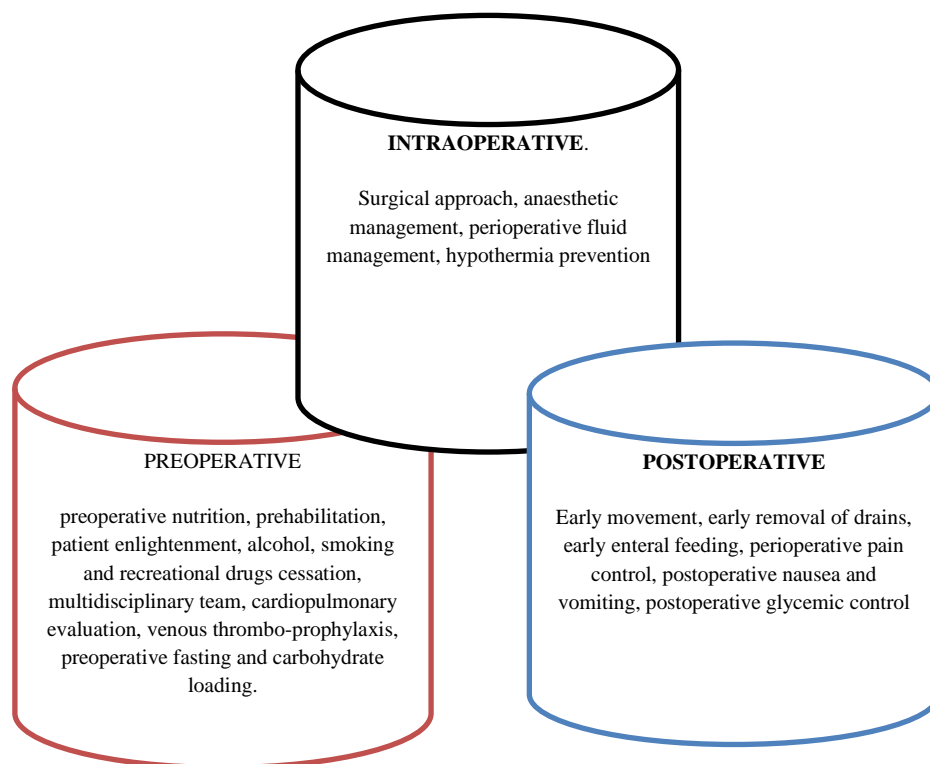 INTRAOPERATIVE.
Surgical approach, anaesthetic
management, perioperative fluid
management, hypothermia prevention
PREOPERATIVE
preoperative nutrition, prehabilitation,
patient enlightenment, alcohol, smoking
and recreational drugs cessation,
multidisciplinary team, cardiopulmonary
evaluation, venous thrombo-prophylaxis,
preoperative fasting and carbohydrate
loading.
POSTOPERATIVE
Early movement, early removal of drains,
early enteral feeding, perioperative pain
control, postoperative nausea and
vomiting, postoperative glycemic control